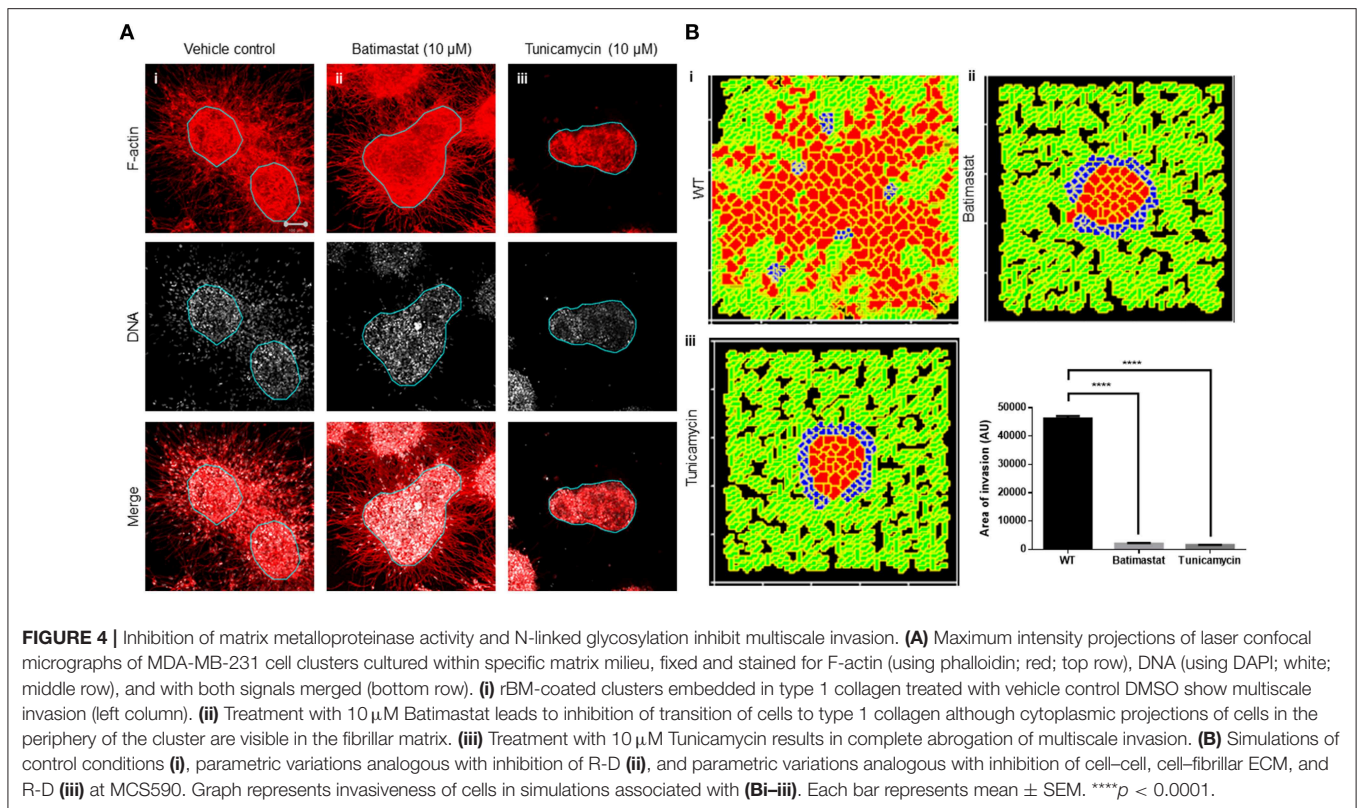 A
Vehicle control
Batimastat (10 µM)
Tunicamycin (10 µM)
i
ii
iii
F-actin
DNA
Merge
B
i
WT
ii
Batimastat
iii
Tunicamycin
****
****
Area of invasion (AU)
50000
40000
30000
20000
10000
0
WT
Batimastat
Tunicamycin
FIGURE 4 | Inhibition of matrix metalloproteinase activity and N-linked glycosylation inhibit multiscale invasion. (A) Maximum intensity projections of laser confocal
micrographs of MDA-MB-231 cell clusters cultured within specific matrix milieu, fixed and stained for F-actin (using phalloidin; red; top row), DNA (using DAPI; white;
middle row), and with both signals merged (bottom row). (i) rBM-coated clusters embedded in type 1 collagen treated with vehicle control DMSO show multiscale
invasion (left column). (ii) Treatment with 10 µM Batimastat leads to inhibition of transition of cells to type 1 collagen although cytoplasmic projections of cells in the
periphery of the cluster are visible in the fibrillar matrix. (iii) Treatment with 10 µM Tunicamycin results in complete abrogation of multiscale invasion. (B) Simulations of
control conditions (i), parametric variations analogous with inhibition of R-D (ii), and parametric variations analogous with inhibition of cell–cell, cell–fibrillar ECM, and
R-D (iii) at MCS590. Graph represents invasiveness of cells in simulations associated with (Bi–iii). Each bar represents mean ± SEM. ****p < 0.0001.